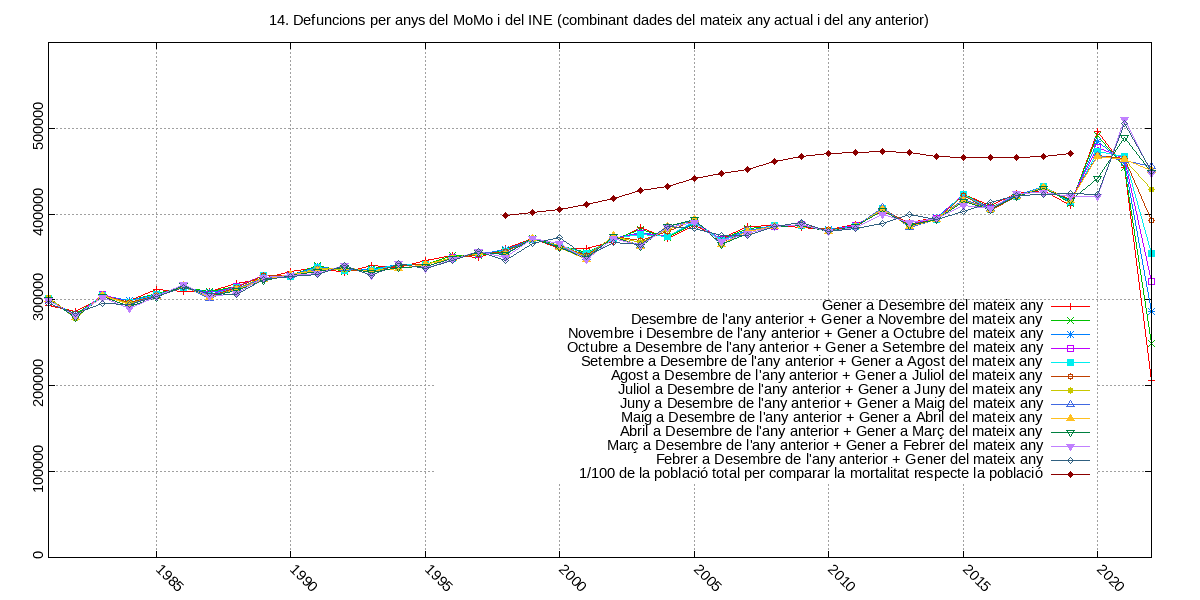 14. Defuncions per anys del MoMo i del INE (combinant dades del mateix any actual i del any anterior)
500000
400000
300000
200000
100000
0
Gener a Desembre del mateix any
Desembre de l'any anterior + Gener a Novembre del mateix any
Novembre i Desembre de l'any anterior + Gener a Octubre del mateix any
Octubre a Desembre de l'any anterior + Gener a Setembre del mateix any
Setembre a Desembre de l'any anterior + Gener a Agost del mateix any
Agost a Desembre de l'any anterior + Gener a Juliol del mateix any
Juliol a Desembre de l'any anterior + Gener a Juny del mateix any
Juny a Desembre de l'any anterior + Gener a Maig del mateix any
Maig a Desembre de l'any anterior + Gener a Abril del mateix any
Abril a Desembre de l'any anterior + Gener a Març del mateix any
Març a Desembre de l'any anterior + Gener a Febrer del mateix any
Febrer a Desembre de l'any anterior + Gener del mateix any
1/100 de la població total per comparar la mortalitat respecte la població
1985
1990
1995
2000
2005
2010
2015
2020